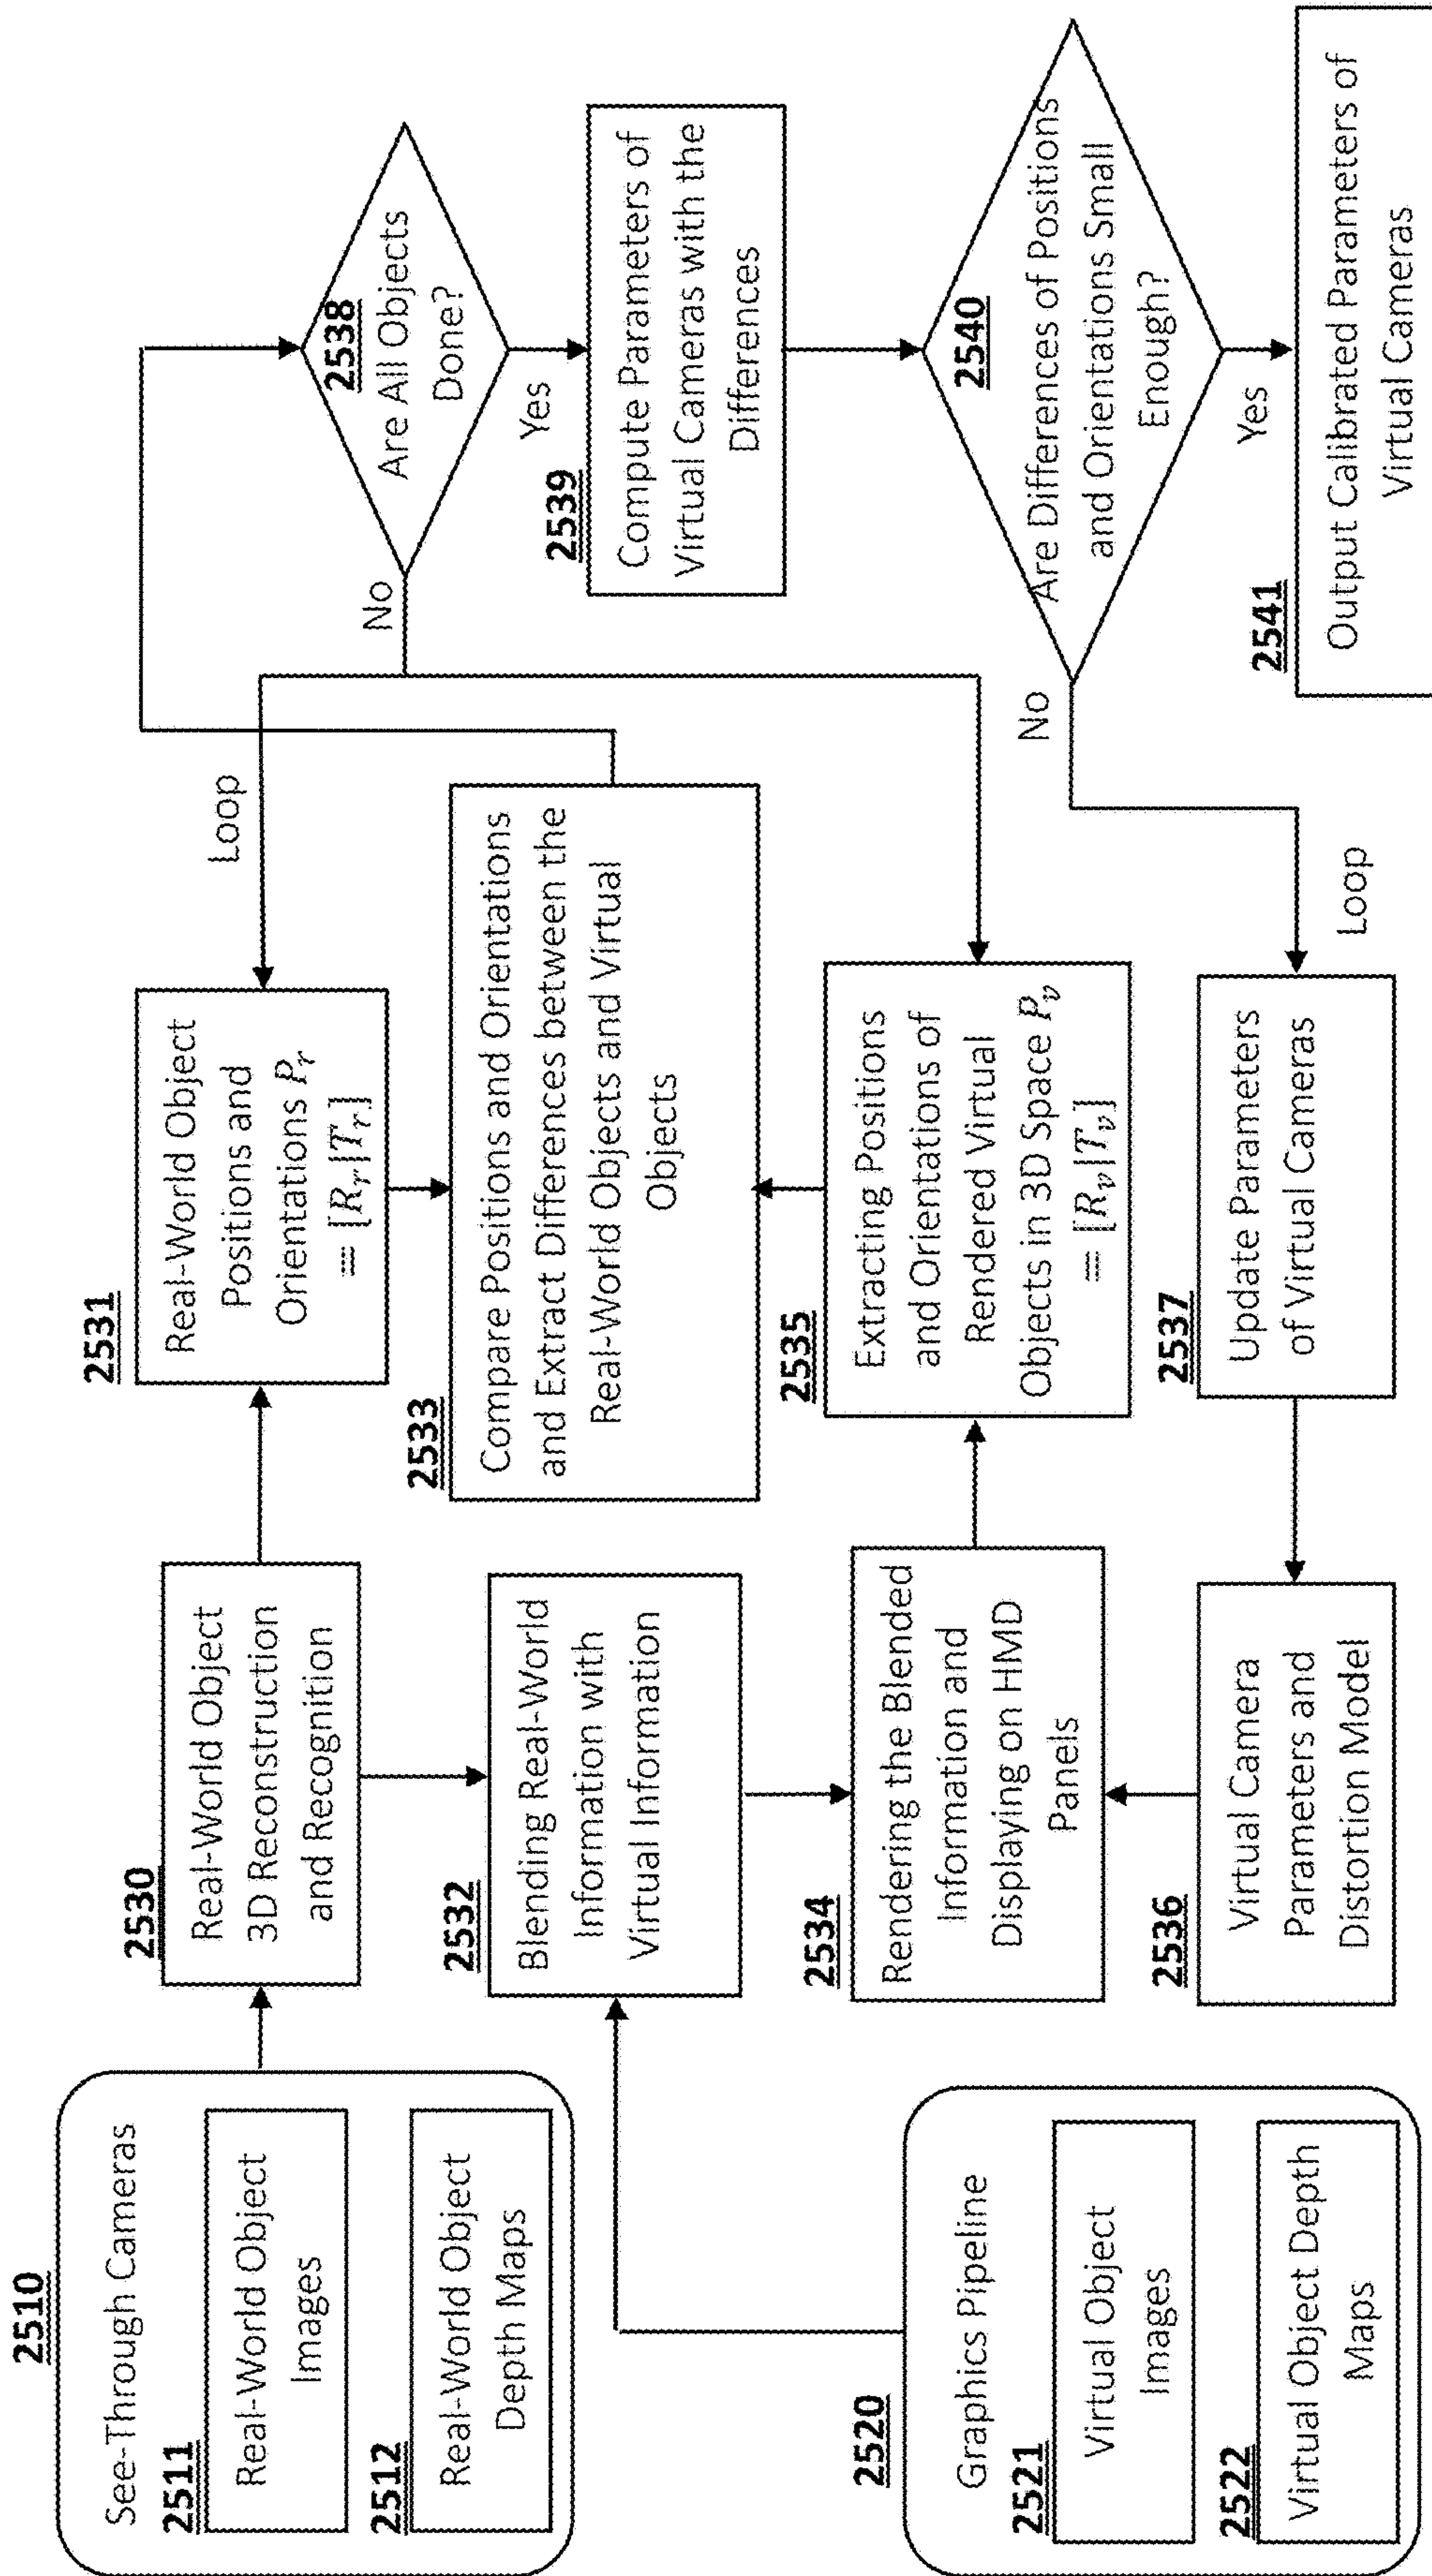 2510
See-Through Cameras
2511
Real-World Object
Images
2512
Real-World Object
Depth Maps
2520
Graphics Pipeline
2521
Virtual Object
Images
2522
Virtual Object Depth
Maps
2530
Real-World Object
3D Reconstruction
and Recognition
2532
Blending Real-World
Information with
Virtual Information
2534
Rendering the Blended
Information and
Displaying on HMD
Panels
2536
Virtual Camera
Parameters and
Distortion Model
2531
Real-World Object
Positions and
Orientations P_r
= [R_r|T_r]
2533
Compare Positions and Orientations
and Extract Differences between the
Real-World Objects and Virtual
Objects
2535
Extracting Positions
and Orientations of
Rendered Virtual
Objects in 3D Space P_v
= [R_v|T_v]
2537
Update Parameters
of Virtual Cameras
Loop
Loop
No
2538
Are All Objects
Done?
Yes
2539
Compute Parameters of
Virtual Cameras with the
Differences
No
2540
Are Differences of Positions
and Orientations Small
Enough?
Yes
2541
Output Calibrated Parameters of
Virtual Cameras